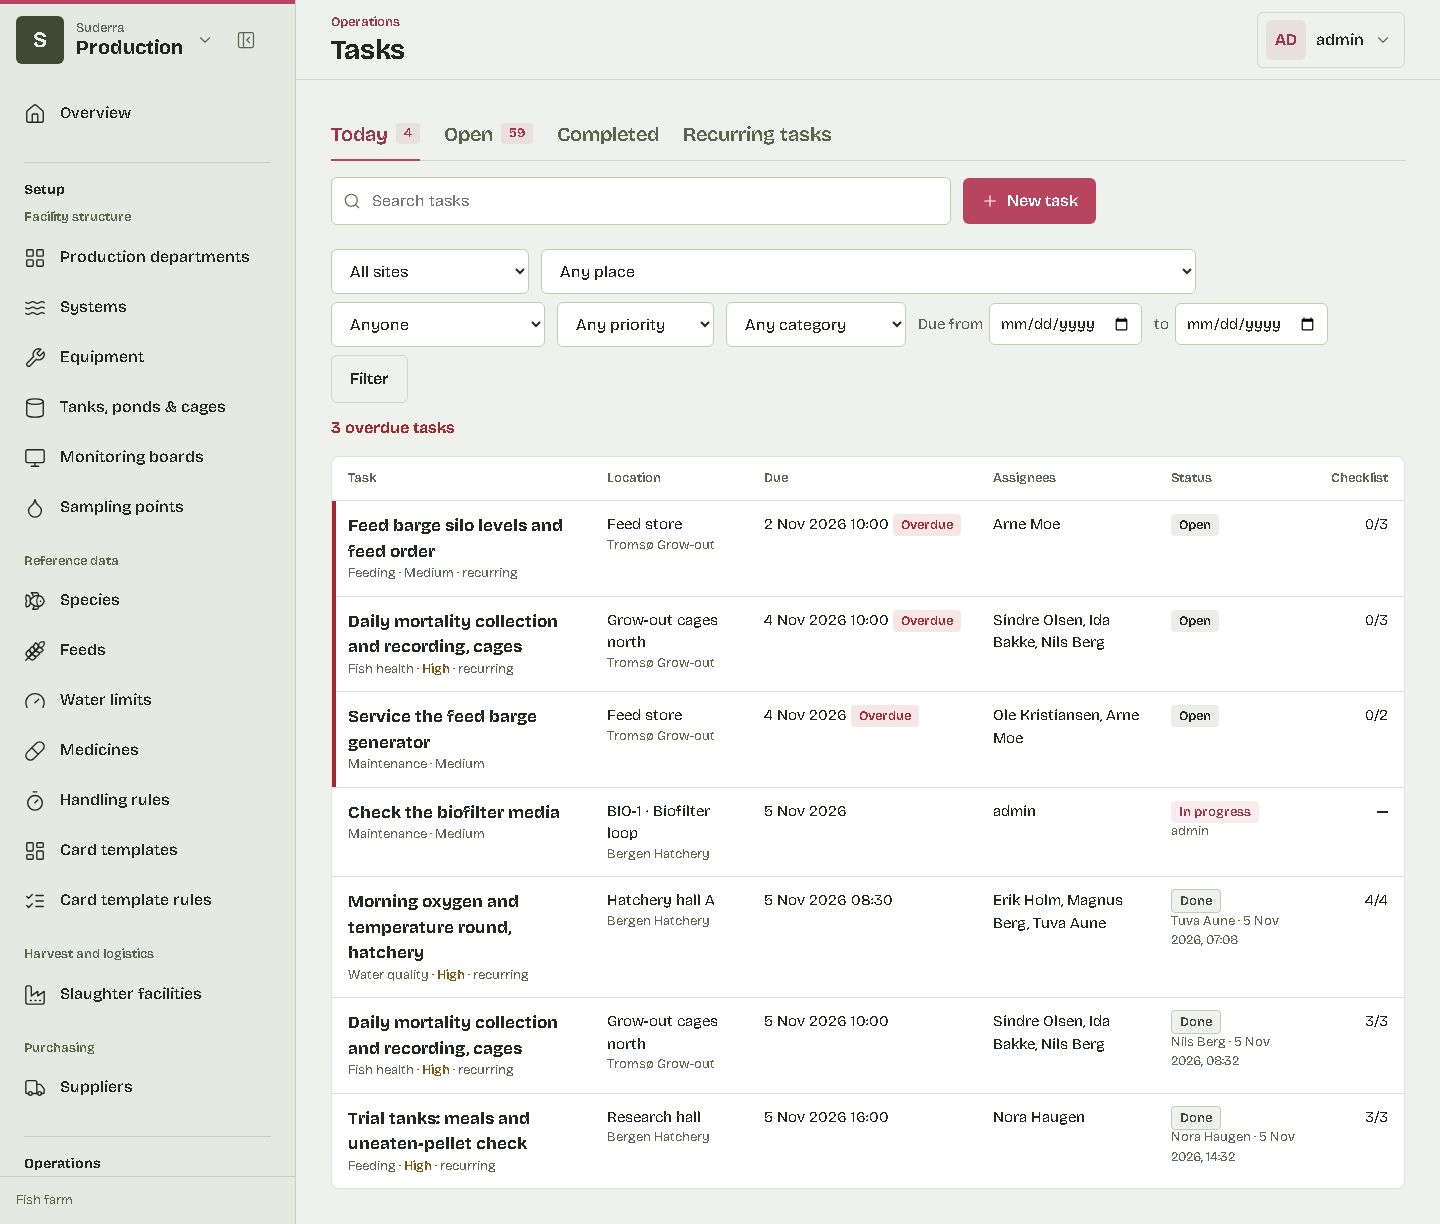 S
Suderra
Production
Overview
Setup
Facility structure
Production departments
Systems
Equipment
Tanks, ponds & cages
Monitoring boards
Sampling points
Reference data
Species
Feeds
Water limits
Medicines
Handling rules
Card templates
Card template rules
Harvest and logistics
Slaughter facilities
Purchasing
Suppliers
Operations
Fish farm
Operations
Tasks
AD admin
Today 4 Open 59 Completed Recurring tasks
Search tasks
New task
All sites Any place
Anyone Any priority Any category Due from mm/dd/yyyy to mm/dd/yyyy
Filter
3 overdue tasks
Task Location Due Assignees Status Checklist
Feed barge silo levels and
feed order
Feeding · Medium · recurring
Feed store
Tromsø Grow-out
2 Nov 2026 10:00 Overdue
Arne Moe
Open
0/3
Daily mortality collection
and recording, cages
Fish health · High · recurring
Grow-out cages
north
Tromsø Grow-out
4 Nov 2026 10:00 Overdue
Sindre Olsen, Ida
Bakke, Nils Berg
Open
0/3
Service the feed barge
generator
Maintenance · Medium
Feed store
Tromsø Grow-out
4 Nov 2026 Overdue
Ole Kristiansen, Arne
Moe
Open
0/2
Check the biofilter media
Maintenance · Medium
BIO-1 · Biofilter
loop
Bergen Hatchery
5 Nov 2026
admin
In progress
admin
—
Morning oxygen and
temperature round,
hatchery
Water quality · High · recurring
Hatchery hall A
Bergen Hatchery
5 Nov 2026 08:30
Erik Holm, Magnus
Berg, Tuva Aune
Done
Tuva Aune · 5 Nov
2026, 07:08
4/4
Daily mortality collection
and recording, cages
Fish health · High · recurring
Grow-out cages
north
Tromsø Grow-out
5 Nov 2026 10:00
Sindre Olsen, Ida
Bakke, Nils Berg
Done
Nils Berg · 5 Nov
2026, 08:32
3/3
Trial tanks: meals and
uneaten-pellet check
Feeding · High · recurring
Research hall
Bergen Hatchery
5 Nov 2026 16:00
Nora Haugen
Done
Nora Haugen · 5 Nov
2026, 14:32
3/3